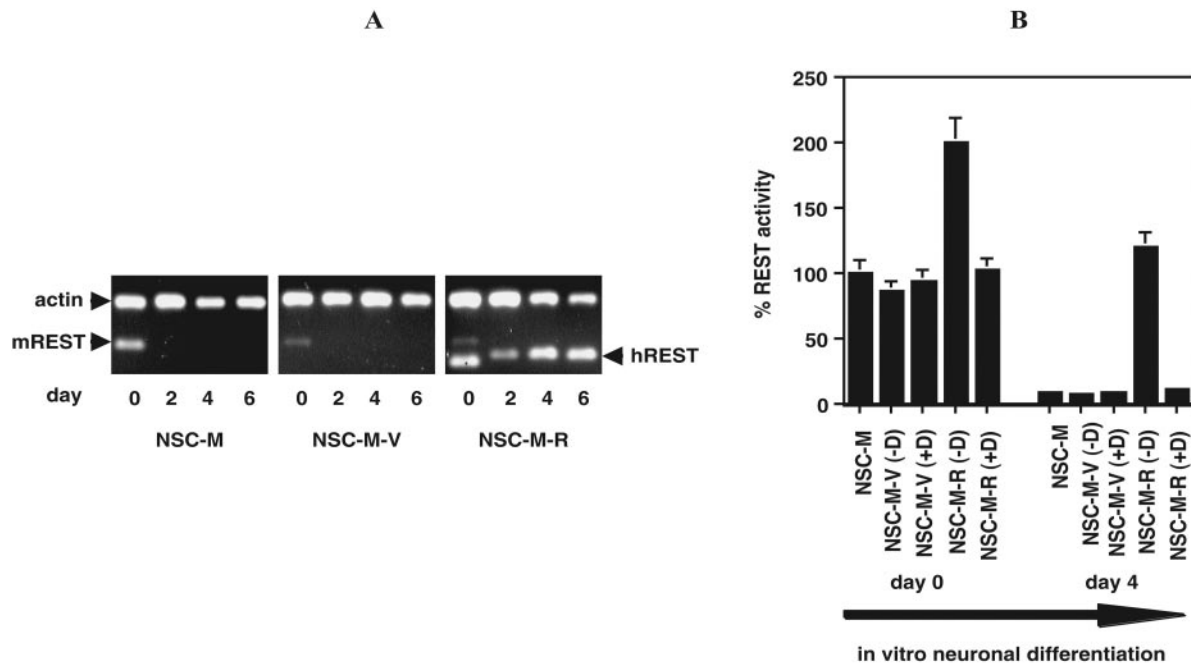 A
actin
mREST
hREST
day 0 2 4 6 0 2 4 6 0 2 4 6
NSC-M NSC-M-V NSC-M-R
B
% REST activity
250
200
150
100
50
0
NSC-M
NSC-M-V (-D)
NSC-M-V (+D)
NSC-M-R (-D)
NSC-M-R (+D)
NSC-M
NSC-M-V (-D)
NSC-M-V (+D)
NSC-M-R (-D)
NSC-M-R (+D)
day 0 day 4
in vitro neuronal differentiation